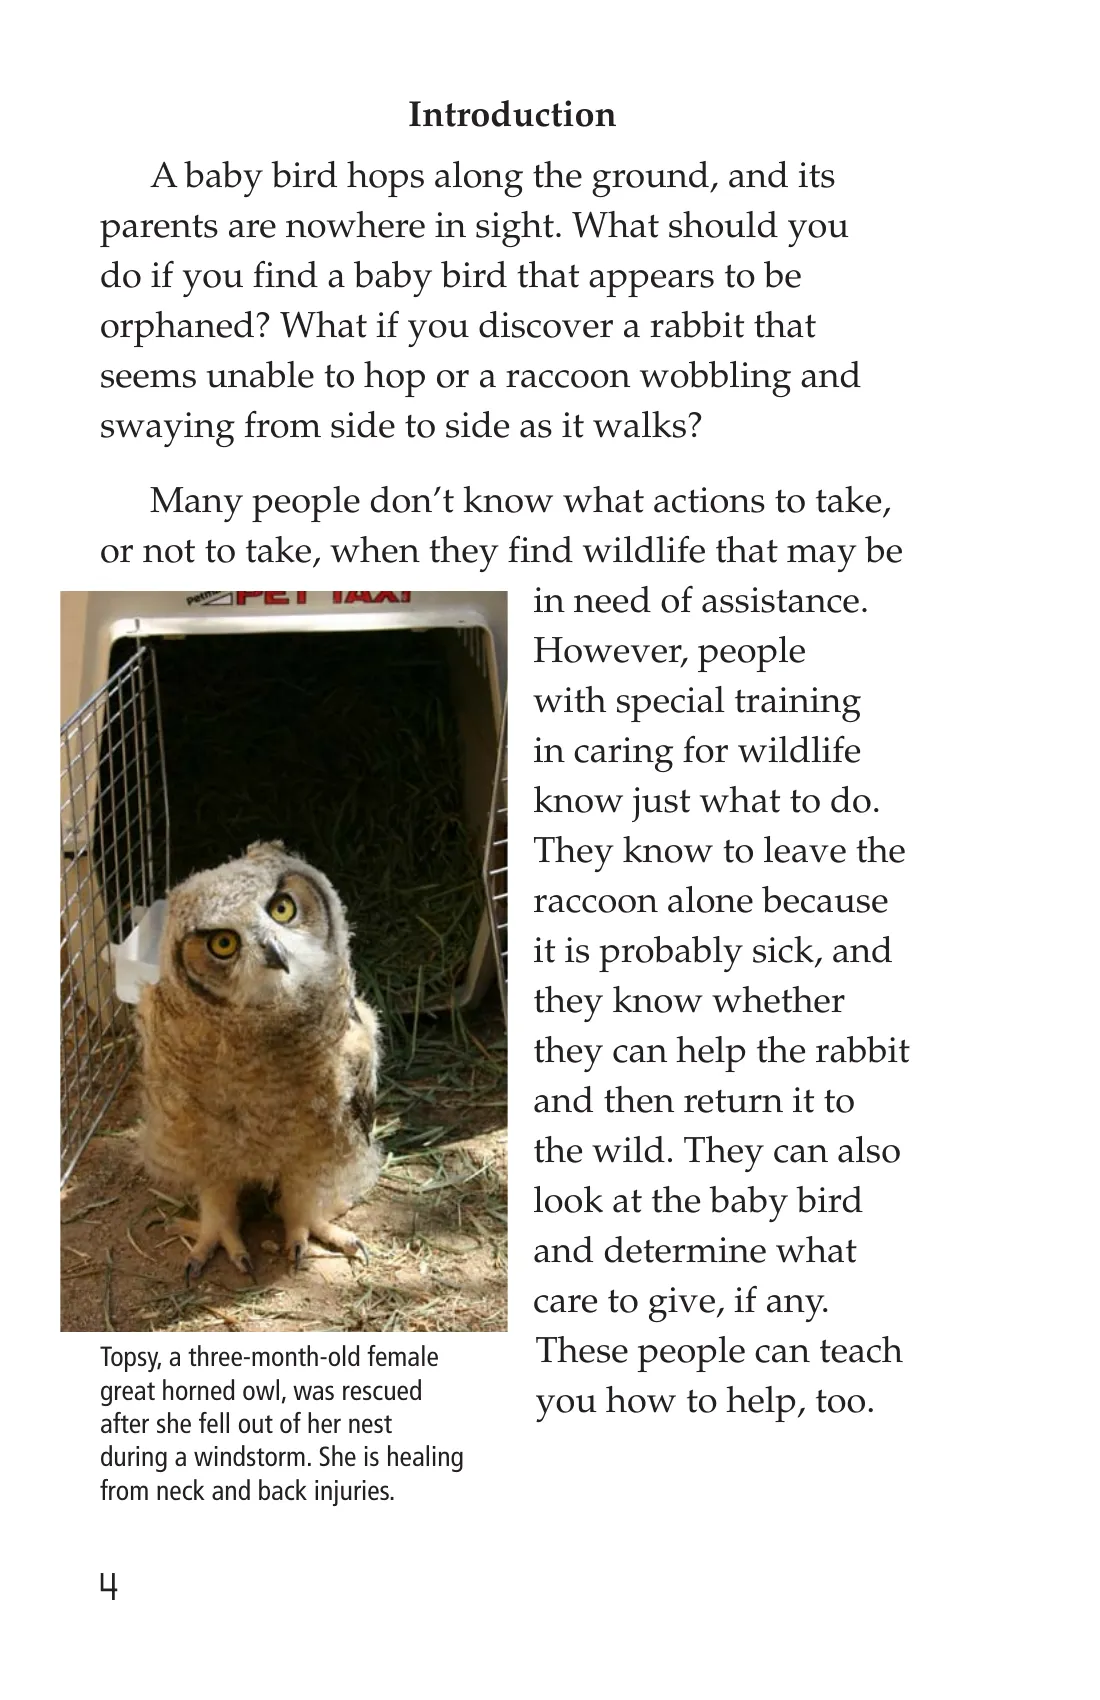 Introduction
A baby bird hops along the ground, and its
parents are nowhere in sight. What should you
do if you find a baby bird that appears to be
orphaned? What if you discover a rabbit that
seems unable to hop or a raccoon wobbling and
swaying from side to side as it walks?
Many people don’t know what actions to take,
or not to take, when they find wildlife that may be
in need of assistance.
However, people
with special training
in caring for wildlife
know just what to do.
They know to leave the
raccoon alone because
it is probably sick, and
they know whether
they can help the rabbit
and then return it to
the wild. They can also
look at the baby bird
and determine what
care to give, if any.
These people can teach
you how to help, too.
PET TAXI
Topsy, a three-month-old female
great horned owl, was rescued
after she fell out of her nest
during a windstorm. She is healing
from neck and back injuries.
4